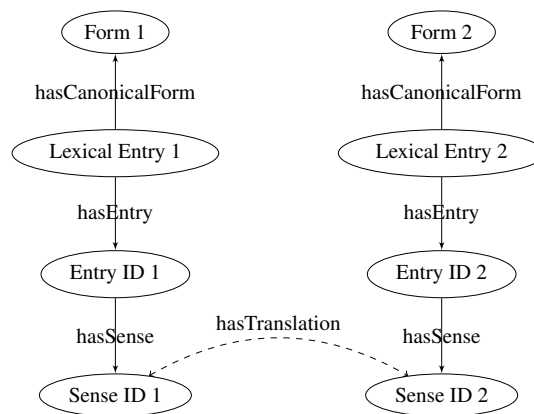 Form 1 Form 2
hasCanonicalForm hasCanonicalForm
Lexical Entry 1 Lexical Entry 2
hasEntry hasEntry
Entry ID 1 Entry ID 2
hasTranslation
hasSense hasSense
Sense ID 1 Sense ID 2